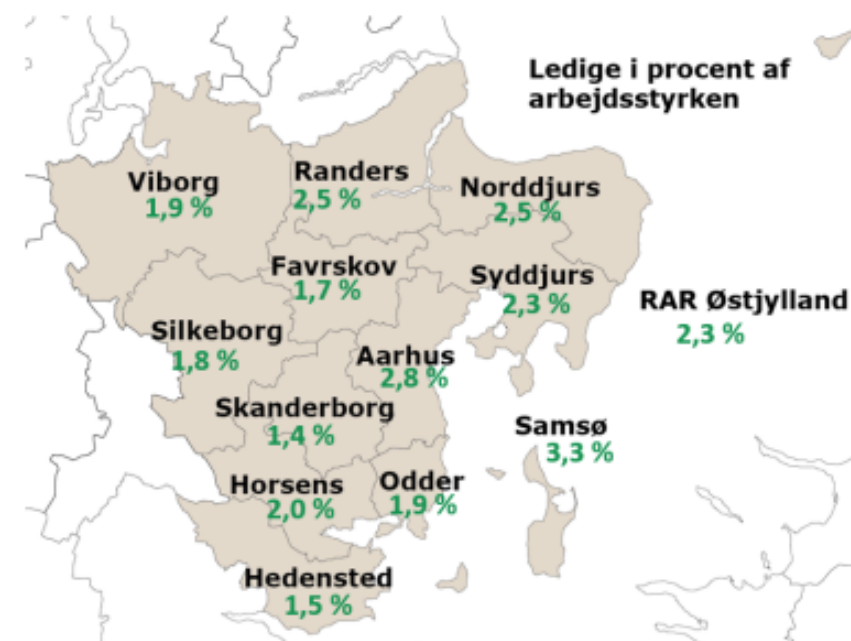 Ledige i procent af
arbejdsstyrken
Viborg
1,9 %
Randers
2,5 %
Norddjurs
2,5 %
Favrskov
1,7 %
Syddjurs
2,3 %
RAR Østjylland
2,3 %
Silkeborg
1,8 %
Aarhus
2,8 %
Skanderborg
1,4 %
Samsø
3,3 %
Horsens
2,0 %
Odder
1,9 %
Hedensted
1,5 %